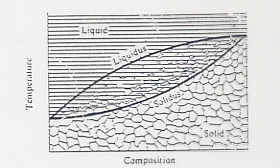 Liquid
Liquidus
Solidus
Solid
Temperature
Composition